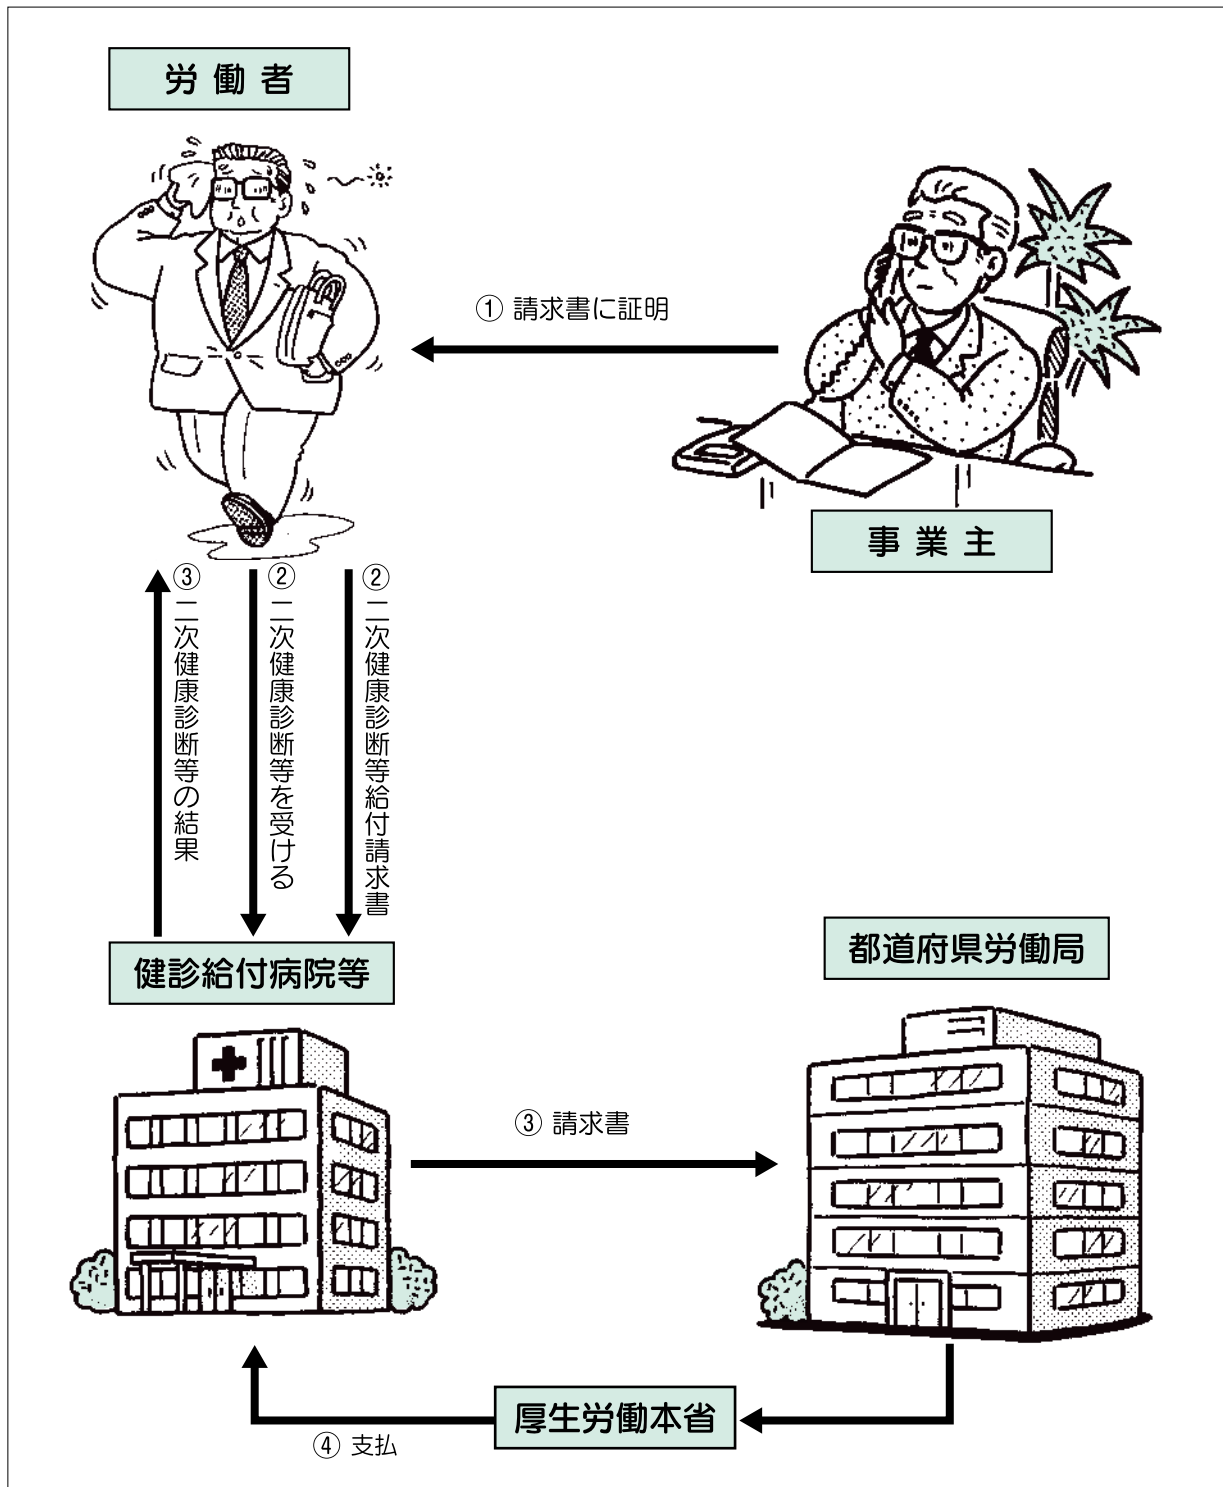 労働者
① 請求書に証明
事業主
③二次健康診断等の結果
②二次健康診断等を受ける
②二次健康診断等給付請求書
健診給付病院等
都道府県労働局
③ 請求書
厚生労働本省
④ 支払